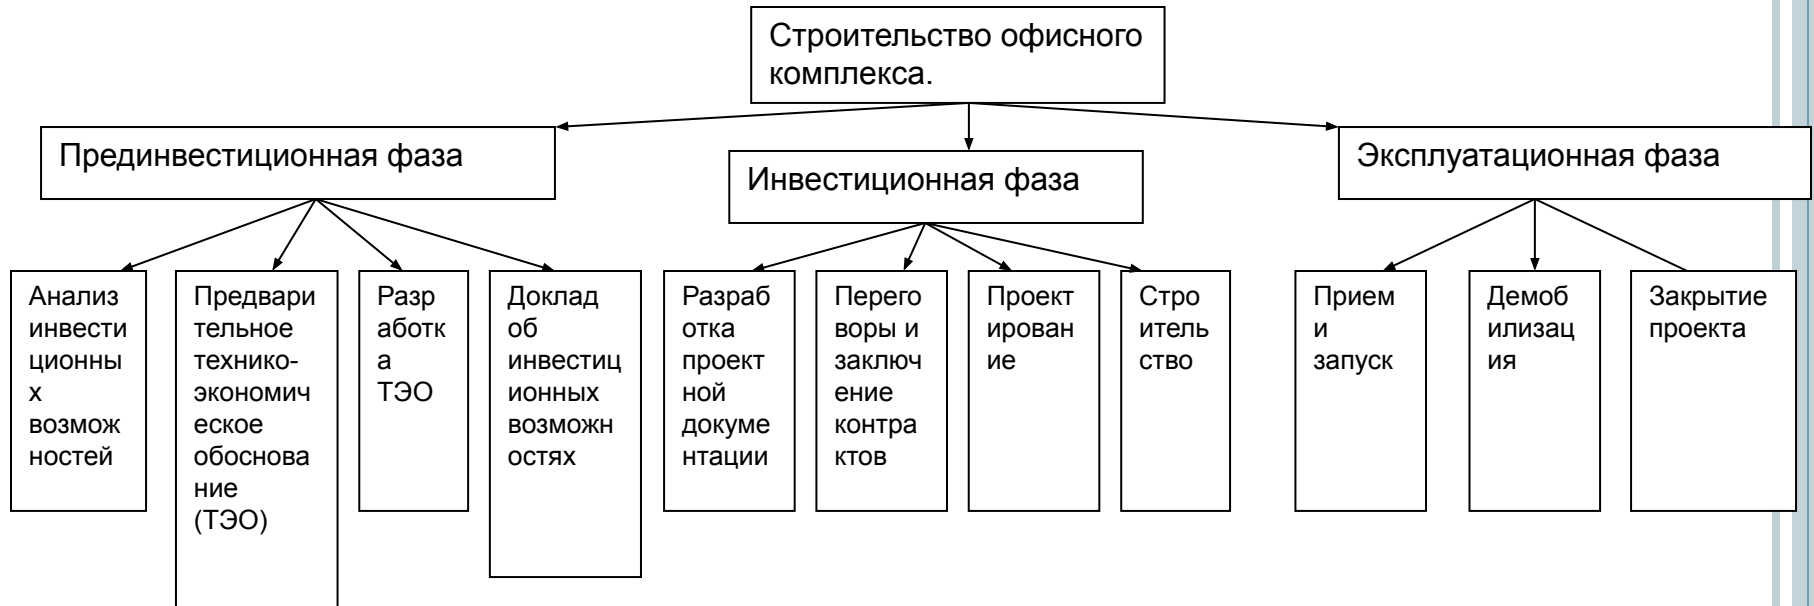 Строительство офисного
комплекса.
Прединвестиционная фаза
Инвестиционная фаза
Эксплуатационная фаза
Анализ
инвести
ционны
х
возмож
ностей
Предвари
тельное
технико-
экономич
еское
обоснова
ние
(ТЭО)
Разр
аботк
а
ТЭО
Доклад
об
инвестиц
ионных
возможн
остях
Разраб
отка
проект
ной
докуме
нтации
Перего
воры и
заключ
ение
контра
ктов
Проект
ирован
ие
Стро
итель
ство
Прием
и
запуск
Демоб
илизац
ия
Закрытие
проекта